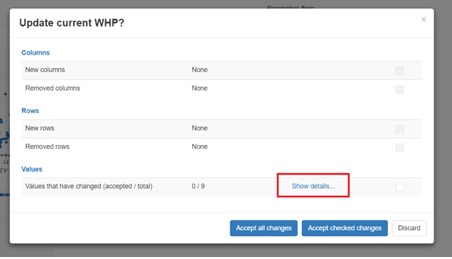 Update current WHP?
×
Columns
New columns None
Removed columns None
Rows
New rows None
Removed rows None
Values
Values that have changed (accepted / total) 0 / 9 Show details...
Accept all changes Accept checked changes Discard